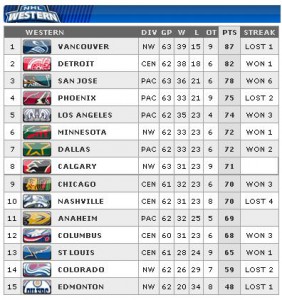 NHL
WESTERN
WESTERN DIV GP W L OT PTS STREAK
1 VANCOUVER NW 63 39 15 9 87 LOST 1
2 DETROIT CEN 62 38 18 6 82 WON 1
3 SAN JOSE PAC 63 36 21 6 78 WON 6
4 PHOENIX PAC 63 33 21 9 75 LOST 2
5 LOS ANGELES PAC 62 35 23 4 74 WON 3
6 MINNESOTA NW 62 33 23 6 72 WON 1
7 DALLAS PAC 62 33 23 6 72 WON 2
8 CALGARY NW 63 31 23 9 71
9 CHICAGO CEN 61 32 23 6 70 WON 3
10 NASHVILLE CEN 62 31 23 8 70 LOST 4
11 ANAHEIM PAC 62 32 25 5 69
12 COLUMBUS CEN 60 31 23 6 68 WON 3
13 ST LOUIS CEN 61 28 24 9 65 WON 1
14 COLORADO NW 62 26 29 7 59 LOST 2
15 OILERS EDMONTON NW 62 20 34 8 48 LOST 1